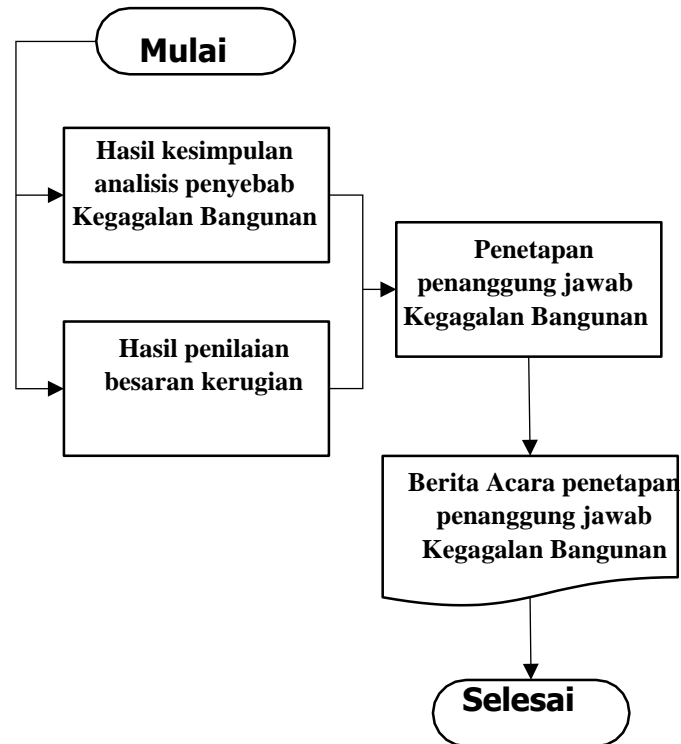 Mulai
Hasil kesimpulan
analisis penyebab
Kegagalan Bangunan
Hasil penilaian
besaran kerugian
Penetapan
penanggung jawab
Kegagalan Bangunan
Berita Acara penetapan
penanggung jawab
Kegagalan Bangunan
Selesai